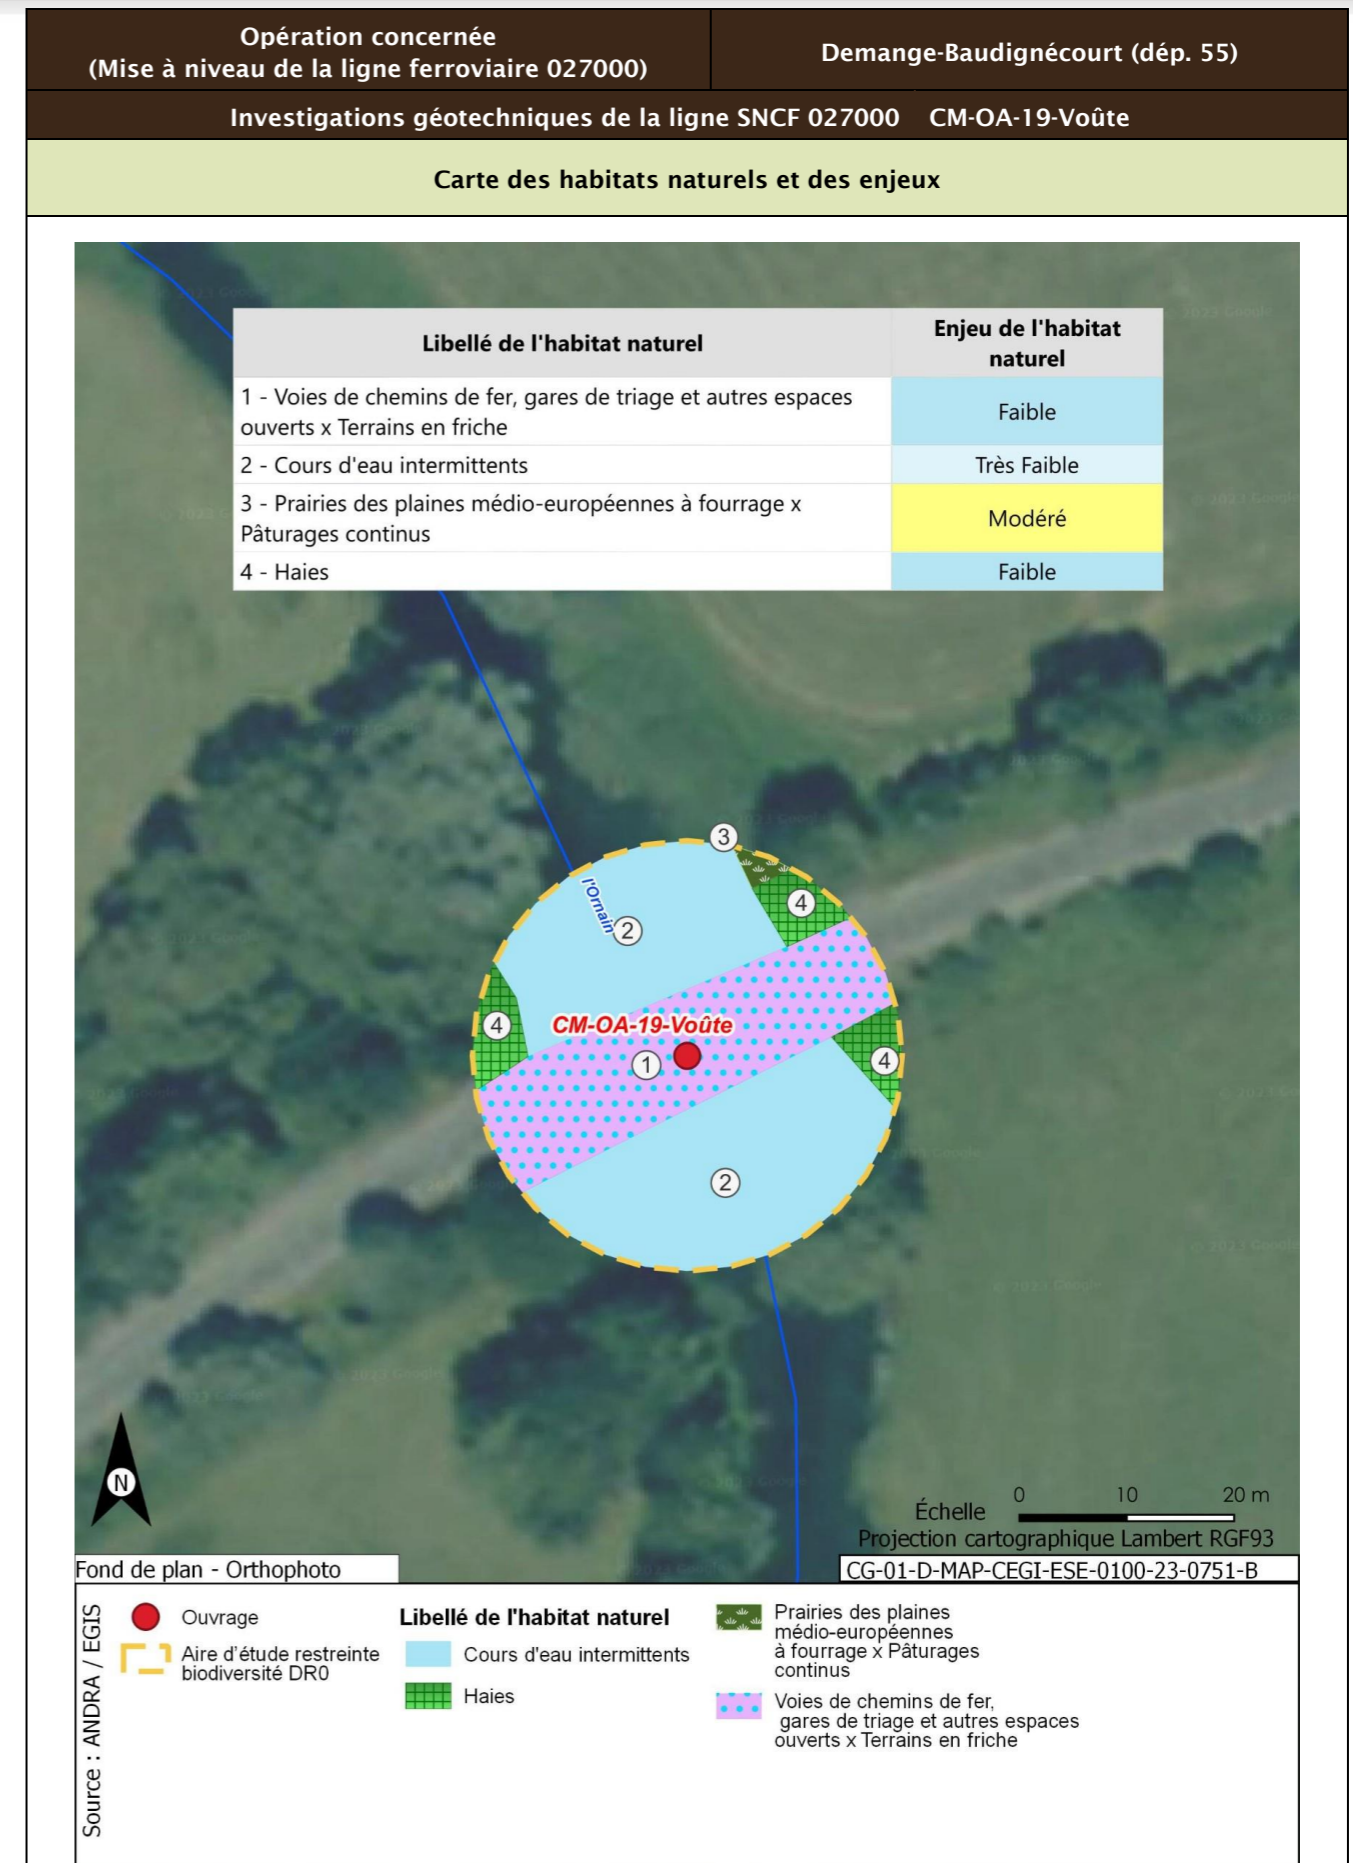 Opération concernée
(Mise à niveau de la ligne ferroviaire 027000)
Demange-Baudignécourt (dép. 55)
Investigations géotechniques de la ligne SNCF 027000 CM-OA-19-Voûte
Carte des habitats naturels et des enjeux
Libellé de l'habitat naturel
Enjeu de l'habitat
naturel
1 - Voies de chemins de fer, gares de triage et autres espaces
ouverts x Terrains en friche
Faible
2 - Cours d'eau intermittents
Très Faible
3 - Prairies des plaines médio-européennes à fourrage x
Pâturages continus
Modéré
4 - Haies
Faible
3
4
l'Ornain
2
4
CM-OA-19-Voûte
1
4
2
N
0 10 20 m
Échelle
Projection cartographique Lambert RGF93
Fond de plan - Orthophoto
CG-01-D-MAP-CEGI-ESE-0100-23-0751-B
Source : ANDRA / EGIS
Ouvrage
Aire d'étude restreinte
biodiversité DR0
Libellé de l'habitat naturel
Cours d'eau intermittents
Haies
Prairies des plaines
médio-européennes
à fourrage x Pâturages
continus
Voies de chemins de fer,
gares de triage et autres espaces
ouverts x Terrains en friche